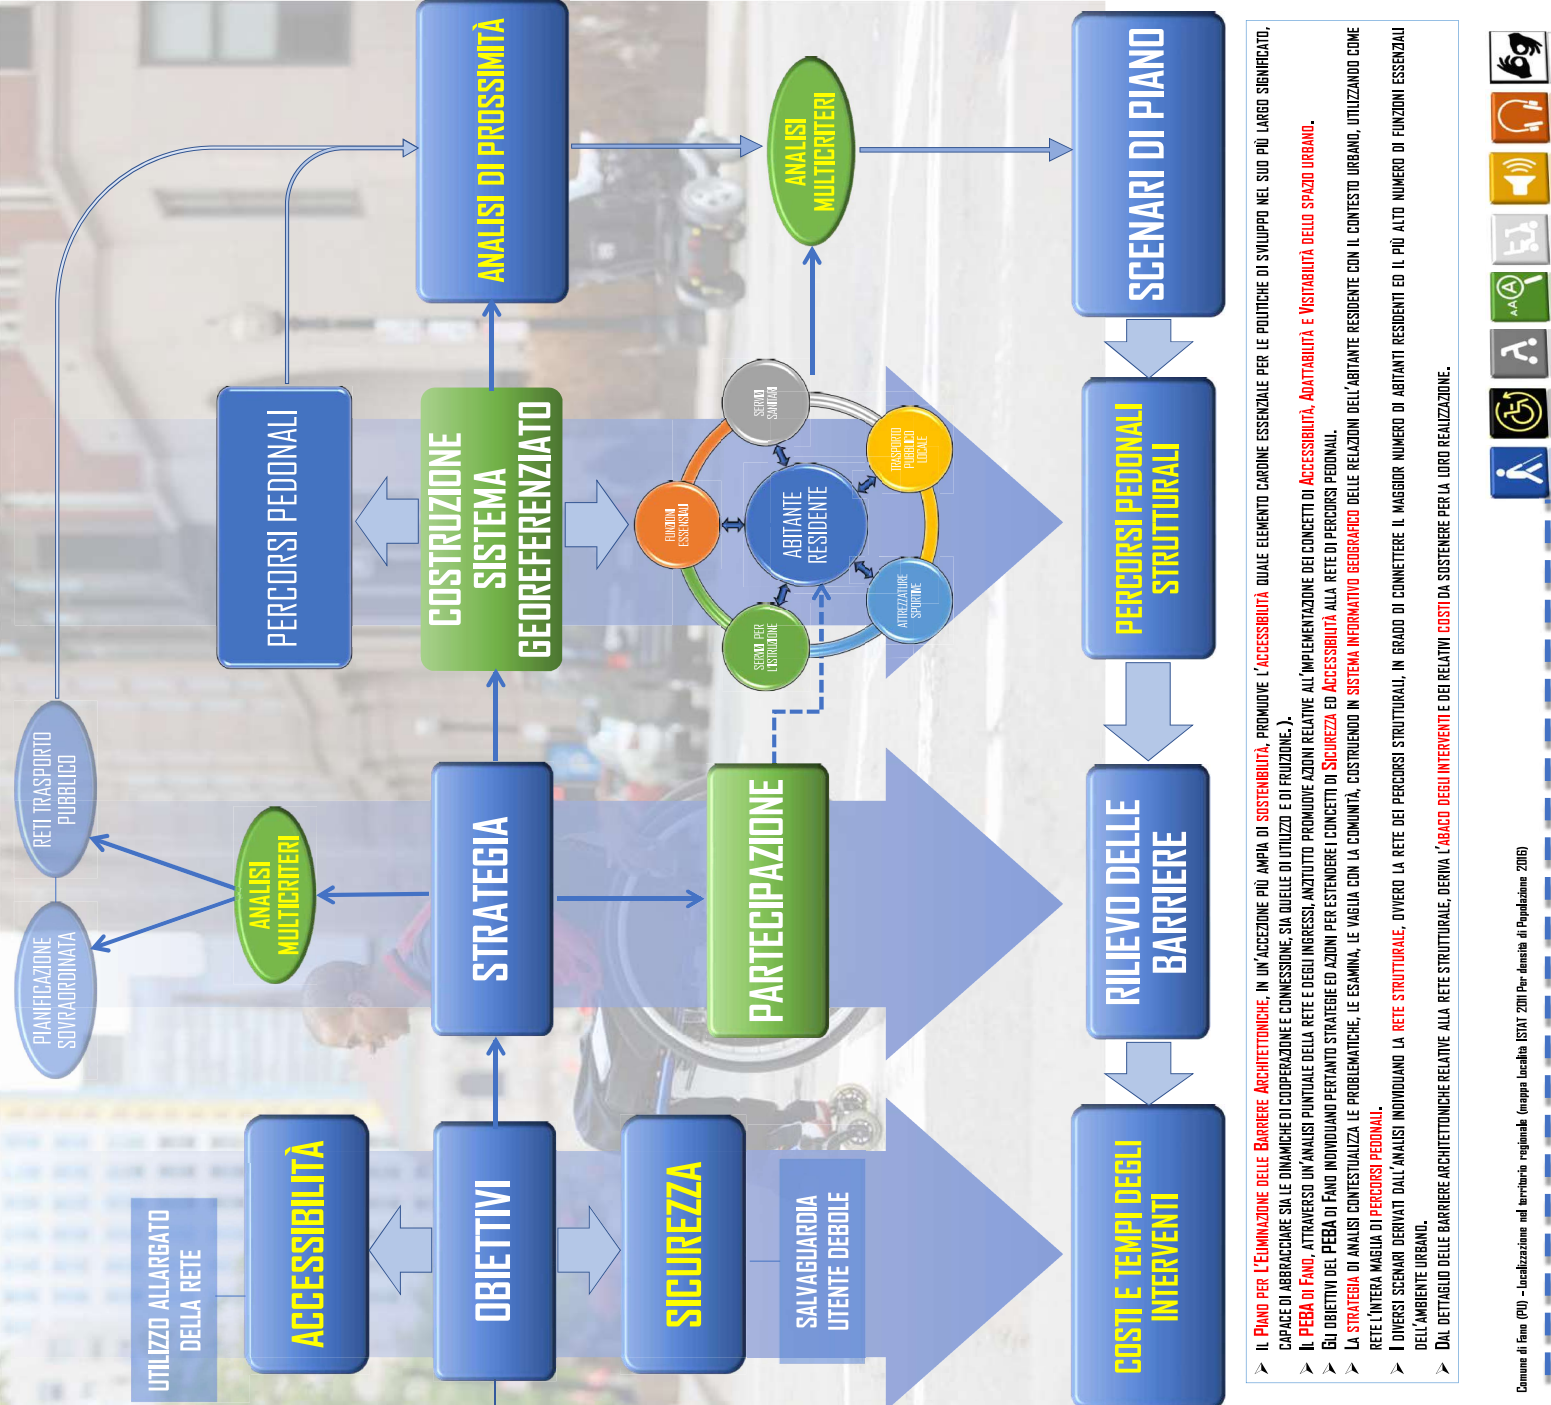 UTILIZZO ALLARGATO
DELLA RETE
ACCESSIBILITÀ
OBIETTIVI
SICUREZZA
SALVAGUARDIA
UTENTE DEBOLE
PIANIFICAZIONE
SOVRAORDINATA
RETI TRASPORTO
PUBBLICO
ANALISI
MULTICRITERI
STRATEGIA
PARTECIPAZIONE
PERCORSI PEDONALI
COSTRUZIONE
SISTEMA
GEOREFERENZIATO
FUNZIONI
ESSENZIALI
SERVIZI PER
L'ISTRUZIONE
ABITANTE
RESIDENTE
SERVIZI
SANITARI
TRASPORTO
PUBBLICO
LOCALE
ATTREZZATURE
SPORTIVE
ANALISI DI PROSSIMITÀ
ANALISI
MULTICRITERI
SCENARI DI PIANO
PERCORSI PEDONALI
STRUTTURALI
RILIEVO DELLE
BARRIERE
COSTI E TEMPI DEGLI
INTERVENTI
➢ IL PIANO PER L'ELIMINAZIONE DELLE BARRIERE ARCHITETTONICHE, IN UN'ACCEZIONE PIÙ AMPIA DI SOSTENIBILITÀ, PROMUOVE L'ACCESSIBILITÀ QUALE ELEMENTO CARDINE ESSENZIALE PER LE POLITICHE DI SVILUPPO NEL SUO PIÙ LARGO SIGNIFICATO,
CAPACE DI ABBRACCIARE SIA LE DINAMICHE DI COOPERAZIONE E CONNESSIONE, SIA QUELLE DI UTILIZZO E DI FRUIZIONE.).
➢ IL PEBA DI FANO, ATTRAVERSO UN'ANALISI PUNTUALE DELLA RETE E DEGLI INGRESSI, ANZITUTTO PROMUOVE AZIONI RELATIVE ALL'IMPLEMENTAZIONE DEI CONCETTI DI ACCESSIBILITÀ, ADATTABILITÀ E VISITABILITÀ DELLO SPAZIO URBANO.
➢ GLI OBIETTIVI DEL PEBA DI FANO INDIVIDUANO PERTANTO STRATEGIE ED AZIONI PER ESTENDERE I CONCETTI DI SICUREZZA ED ACCESSIBILITÀ ALLA RETE DI PERCORSI PEDONALI.
➢ LA STRATEGIA DI ANALISI CONTESTUALIZZA LE PROBLEMATICHE, LE ESAMINA, LE VAGLIA CON LA COMUNITÀ, COSTRUENDO IN SISTEMA INFORMATIVO GEOGRAFICO DELLE RELAZIONI DELL'ABITANTE RESIDENTE CON IL CONTESTO URBANO, UTILIZZANDO COME
RETE L'INTERA MAGLIA DI PERCORSI PEDONALI.
➢ I DIVERSI SCENARI DERIVATI DALL'ANALISI INDIVIDUANO LA RETE STRUTTURALE, OVVERO LA RETE DEI PERCORSI STRUTTURALI, IN GRADO DI CONNETTERE IL MAGGIOR NUMERO DI ABITANTI RESIDENTI ED IL PIÙ ALTO NUMERO DI FUNZIONI ESSENZIALI
DELL'AMBIENTE URBANO.
➢ DAL DETTAGLIO DELLE BARRIERE ARCHITETTONICHE RELATIVE ALLA RETE STRUTTURALE, DERIVA L'ABACO DEGLI INTERVENTI E DEI RELATIVI COSTI DA SOSTENERE PER LA LORO REALIZZAZIONE.
Comune di Fano (PU) – Localizzazione nel territorio regionale (mappa Località ISTAT 2011 Per densità di Popolazione 2016)
A A A